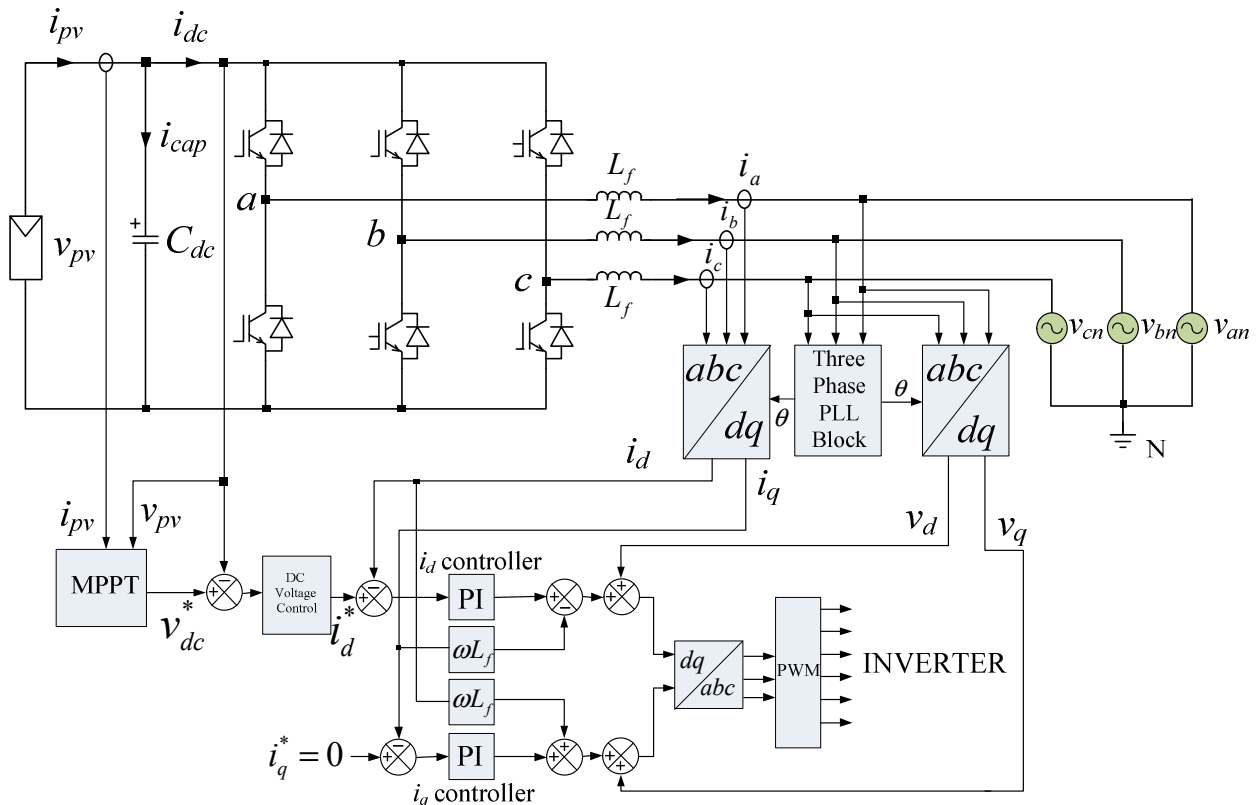 i_pv
i_dc
i_cap
v_pv
C_dc
a
b
c
L_f
L_f
L_f
i_a
i_b
i_c
v_cn
v_bn
v_an
N
abc
dq
θ
Three
Phase
PLL
Block
θ
abc
dq
i_d
i_q
v_d
v_q
i_pv
v_pv
MPPT
v*_dc
+
−
DC
Voltage
Control
i*_d
+
−
i_d controller
PI
ωL_f
ωL_f
PI
i_q controller
i*_q = 0
+
−
+
−
+
+
+
+
+
+
dq
abc
PWM
INVERTER
+